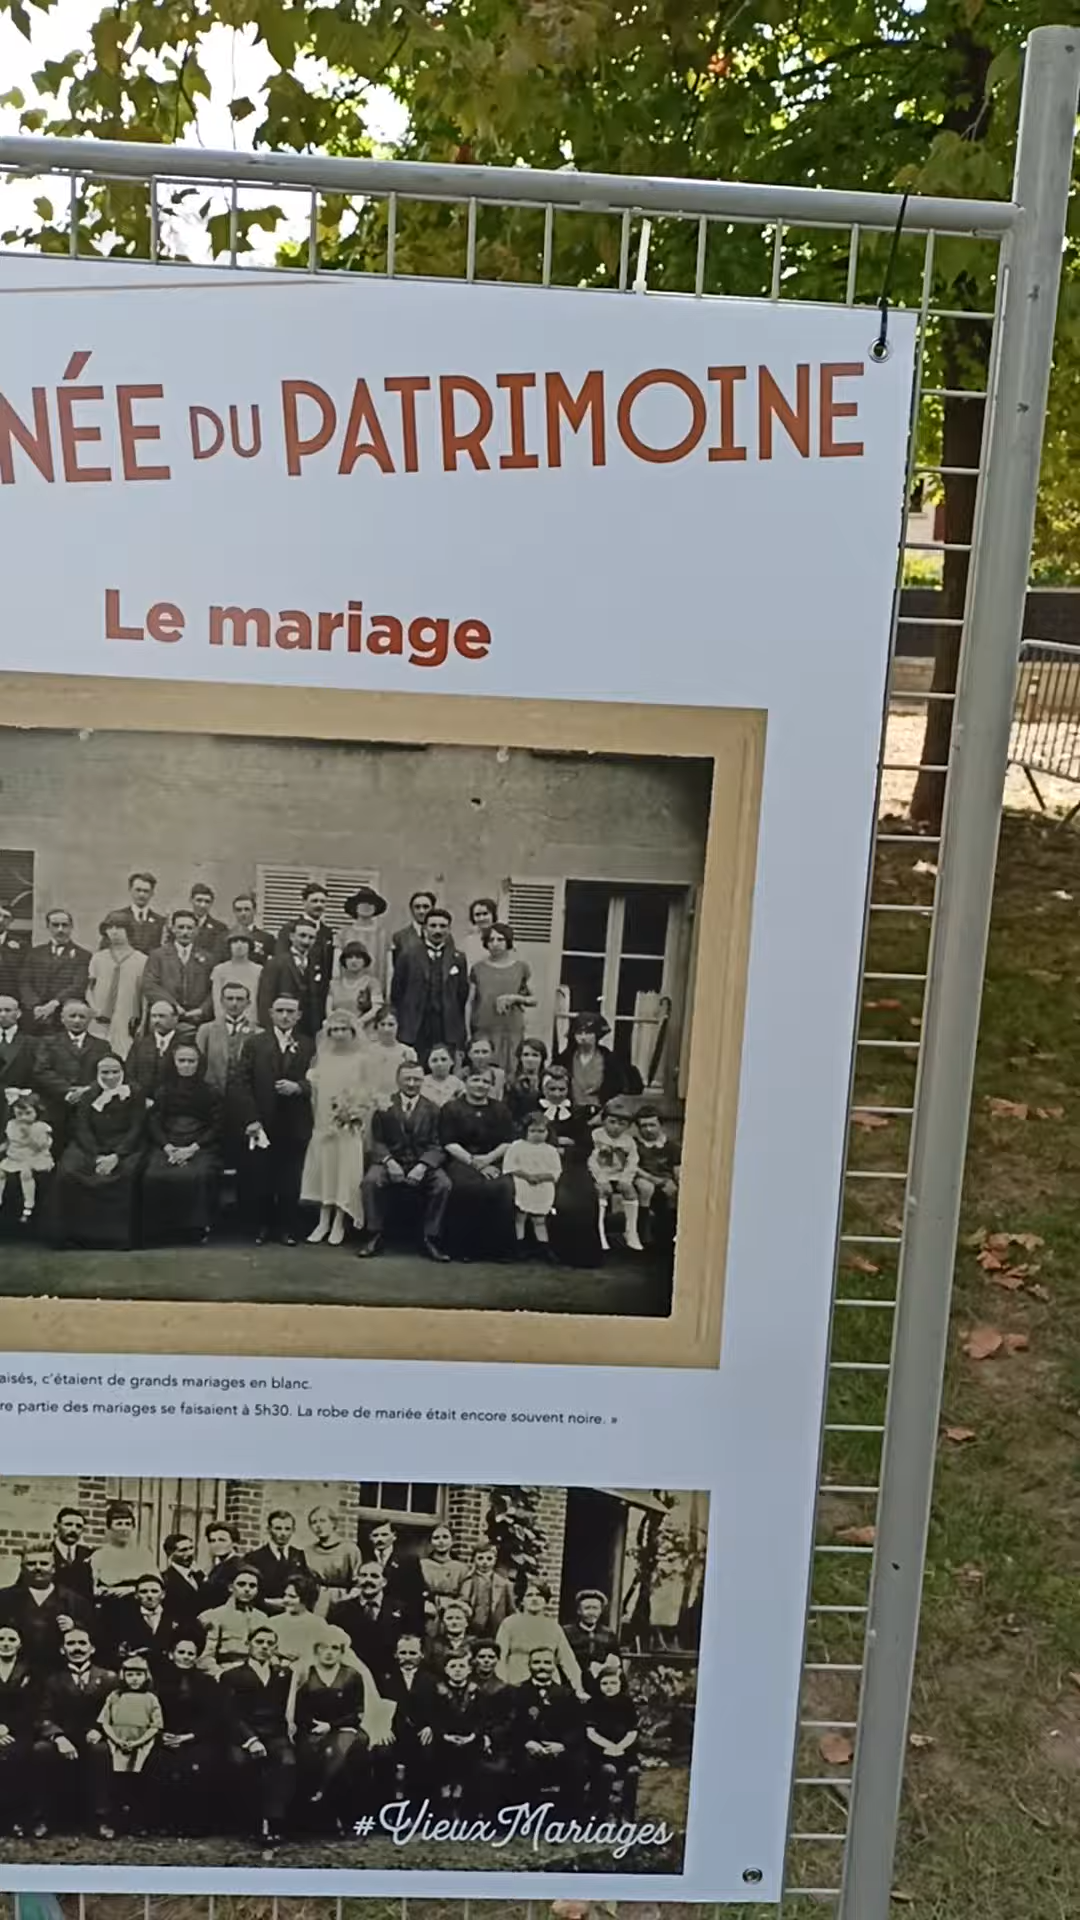 NÉE DU PATRIMOINE
Le mariage
aisés, c'étaient de grands mariages en blanc.
re partie des mariages se faisaient à 5h30. La robe de mariée était encore souvent noire. »
#VieuxMariages